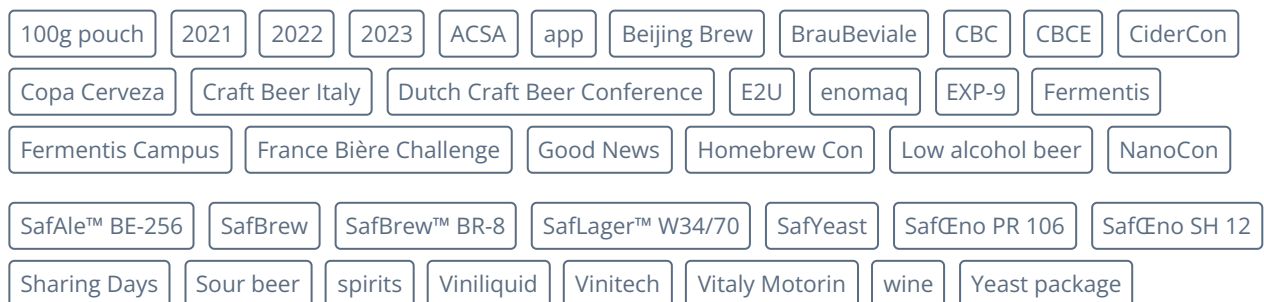 100g pouch 2021 2022 2023 ACSA app Beijing Brew BrauBeviale CBC CBCE CiderCon
Copa Cerveza Craft Beer Italy Dutch Craft Beer Conference E2U enomaq EXP-9 Fermentis
Fermentis Campus France Bière Challenge Good News Homebrew Con Low alcohol beer NanoCon
SafAle™ BE-256 SafBrew SafBrew™ BR-8 SafLager™ W34/70 SafYeast SafŒno PR 106 SafŒno SH 12
Sharing Days Sour beer spirits Viniliquid Vinitech Vitaly Motorin wine Yeast package